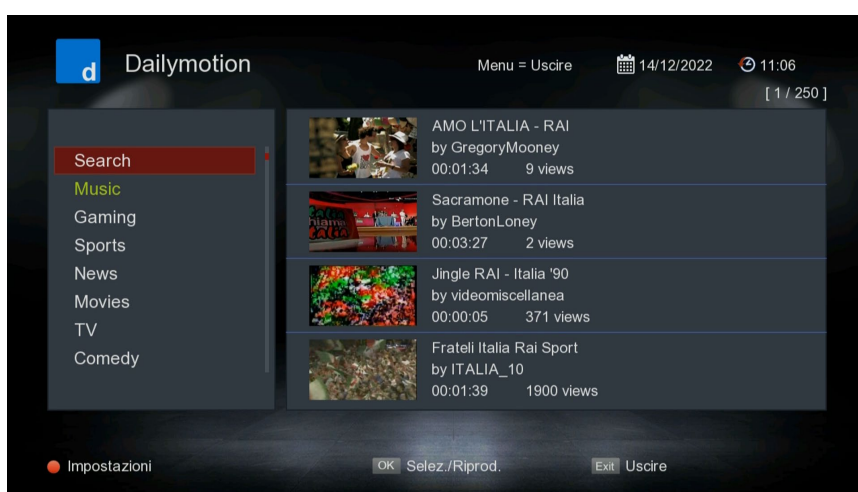 d Dailymotion Menu = Uscire 14/12/2022 11:06
[ 1 / 250 ]
Search
Music
Gaming
Sports
News
Movies
TV
Comedy
AMO L'ITALIA - RAI
by GregoryMooney
00:01:34 9 views
Sacramone - RAI Italia
by BertonLoney
00:03:27 2 views
Jingle RAI - Italia '90
by videomiscellanea
00:00:05 371 views
Frateli Italia Rai Sport
by ITALIA_10
00:01:39 1900 views
Impostazioni OK Selez./Riprod. Exit Uscire